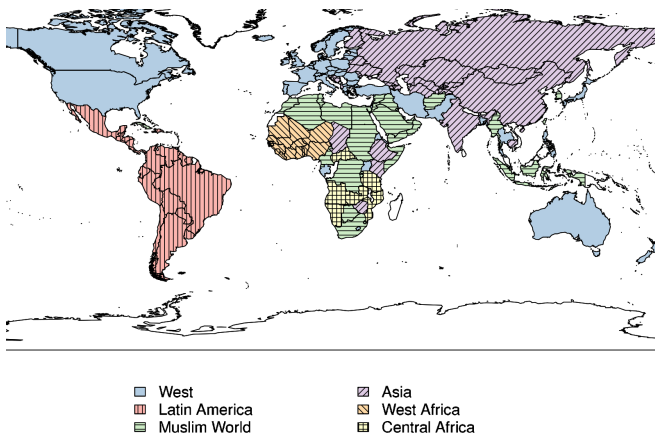 West
Latin America
Muslim World
Asia
West Africa
Central Africa